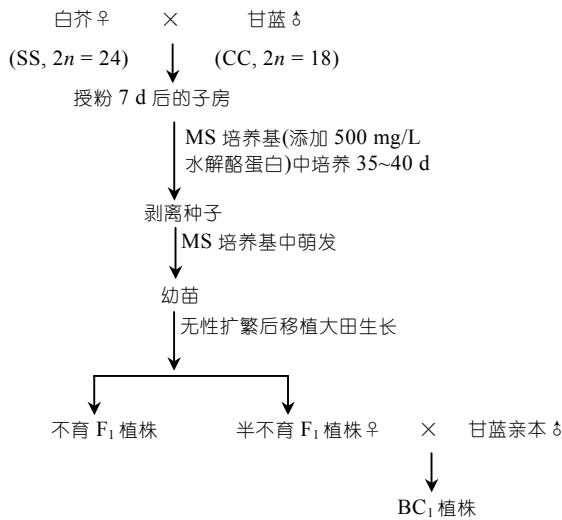 白芥♀ × 甘蓝♂
(SS, 2n = 24) (CC, 2n = 18)
授粉 7 d 后的子房
MS 培养基(添加 500 mg/L
水解酪蛋白)中培养 35~40 d
剥离种子
MS 培养基中萌发
幼苗
无性扩繁后移植大田生长
不育 F₁ 植株 半不育 F₁ 植株♀ × 甘蓝亲本♂
BC₁ 植株